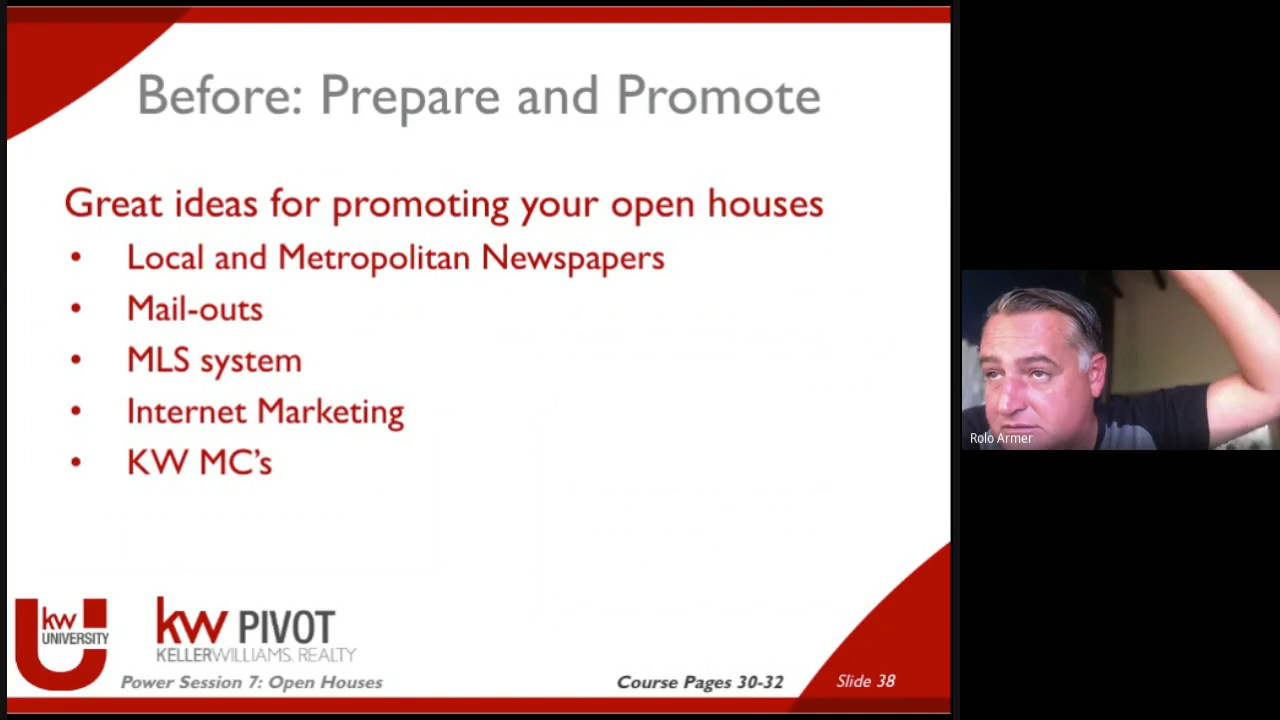 Before: Prepare and Promote
Great ideas for promoting your open houses
• Local and Metropolitan Newspapers
• Mail-outs
• MLS system
• Internet Marketing
• KW MC's
Rolo Armer
kw
UNIVERSITY
kw PIVOT
KELLERWILLIAMS. REALTY
Power Session 7: Open Houses
Course Pages 30-32
Slide 38